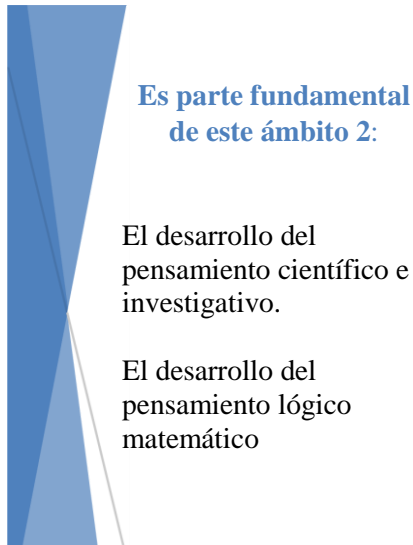 Es parte fundamental
de este ámbito 2:
El desarrollo del
pensamiento científico e
investigativo.
El desarrollo del
pensamiento lógico
matemático